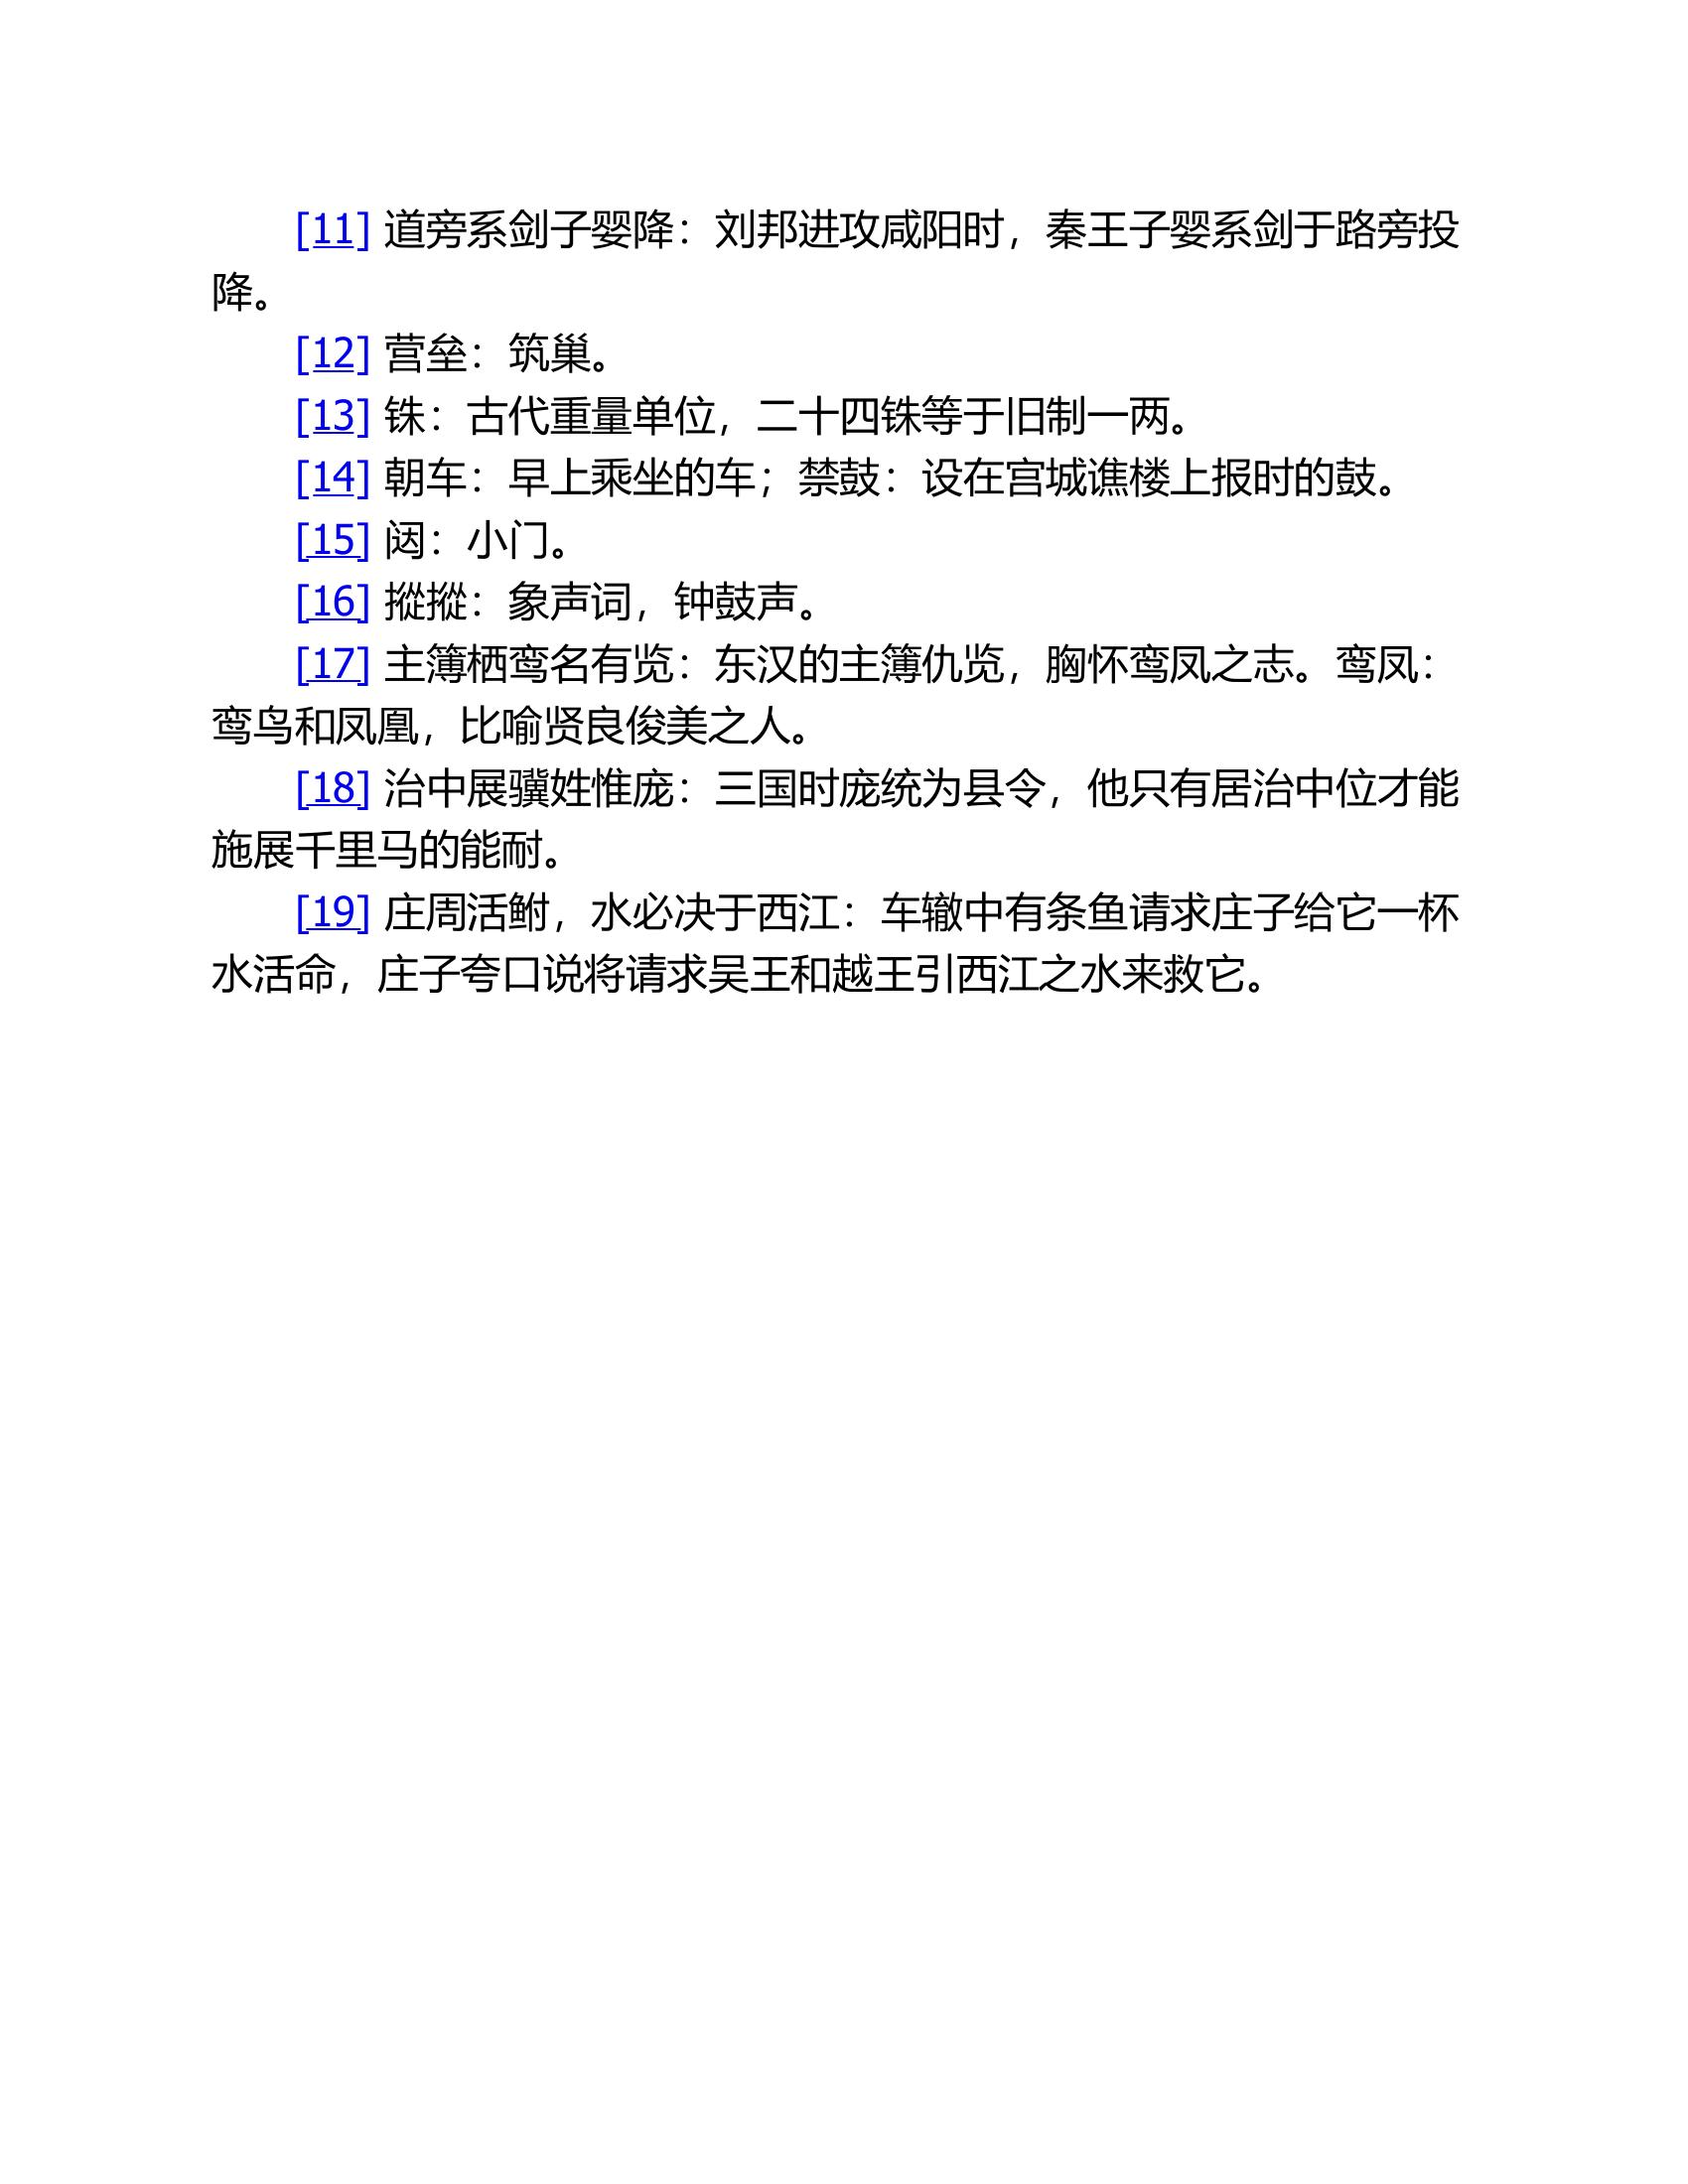 [11] 道旁系剑子婴降：刘邦进攻咸阳时，秦王子婴系剑于路旁投
降。
[12] 营垒：筑巢。
[13] 铢：古代重量单位，二十四铢等于旧制一两。
[14] 朝车：早上乘坐的车；禁鼓：设在宫城谯楼上报时的鼓。
[15] 闼：小门。
[16] 摐摐：象声词，钟鼓声。
[17] 主簿栖鸾名有览：东汉的主簿仇览，胸怀鸾凤之志。鸾凤：
鸾鸟和凤凰，比喻贤良俊美之人。
[18] 治中展骥姓惟庞：三国时庞统为县令，他只有居治中位才能
施展千里马的能耐。
[19] 庄周活鲋，水必决于西江：车辙中有条鱼请求庄子给它一杯
水活命，庄子夸口说将请求吴王和越王引西江之水来救它。